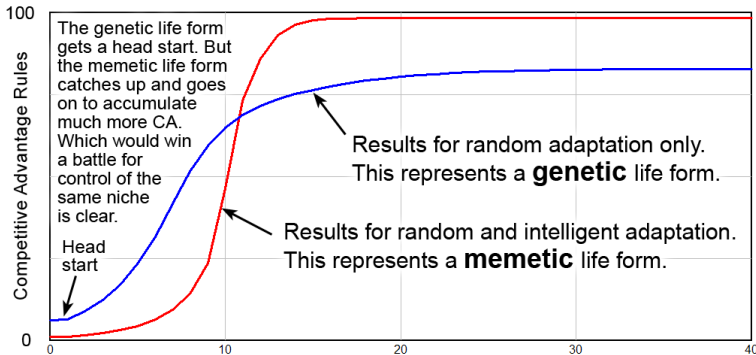 100
The genetic life form
gets a head start. But
the memetic life form
catches up and goes
on to accumulate
much more CA.
Which would win
a battle for
control of the
same niche
is clear.
Competitive Advantage Rules
Results for random adaptation only.
This represents a genetic life form.
Results for random and intelligent adaptation.
This represents a memetic life form.
Head
start
0
0
10
20
30
40